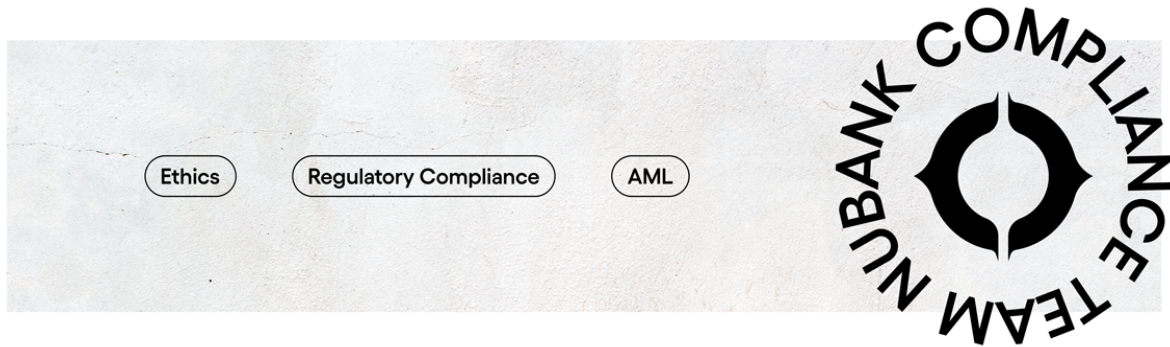 Ethics
Regulatory Compliance
AML
NUBANK COMPLIANCE TEAM